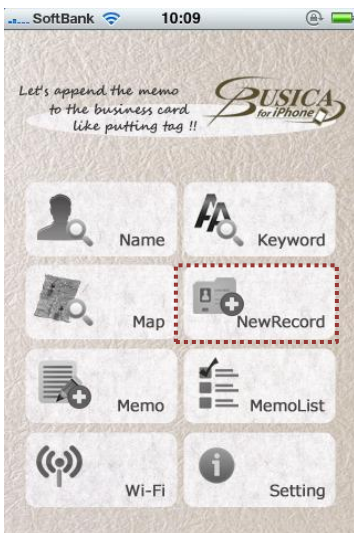 SoftBank 10:09
Let's append the memo
to the business card
like putting tag !!
BUSICA
for iPhone
Name
Keyword
Map
NewRecord
Memo
MemoList
Wi-Fi
Setting